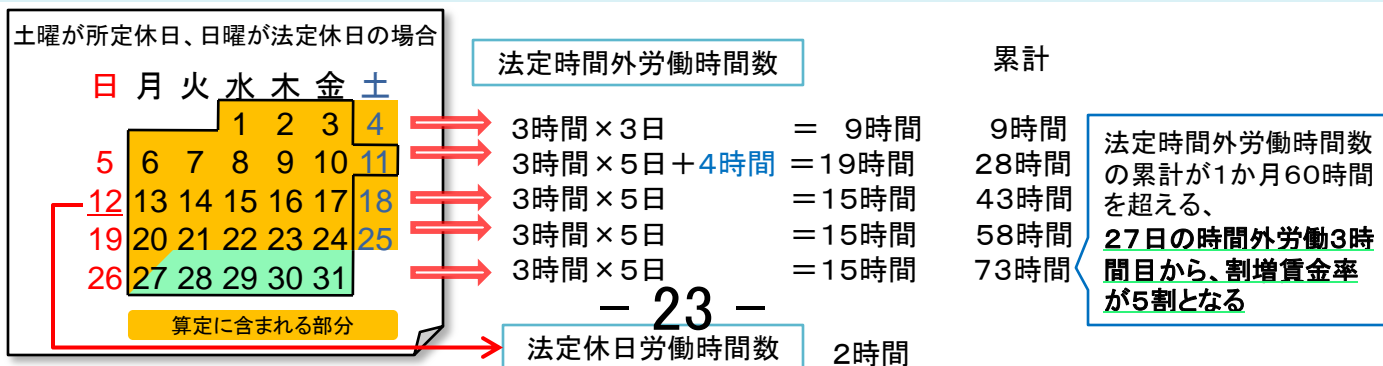 土曜が所定休日、日曜が法定休日の場合
日 月 火 水 木 金 土
1 2 3 4
5 6 7 8 9 10 11
12 13 14 15 16 17 18
19 20 21 22 23 24 25
26 27 28 29 30 31
算定に含まれる部分
法定時間外労働時間数 累計
3時間×3日 = 9時間 9時間
3時間×5日+4時間 =19時間 28時間
3時間×5日 =15時間 43時間
3時間×5日 =15時間 58時間
3時間×5日 =15時間 73時間
法定時間外労働時間数
の累計が1か月60時間
を超える、
27日の時間外労働3時
間目から、割増賃金率
が5割となる
- 23 -
法定休日労働時間数 2時間